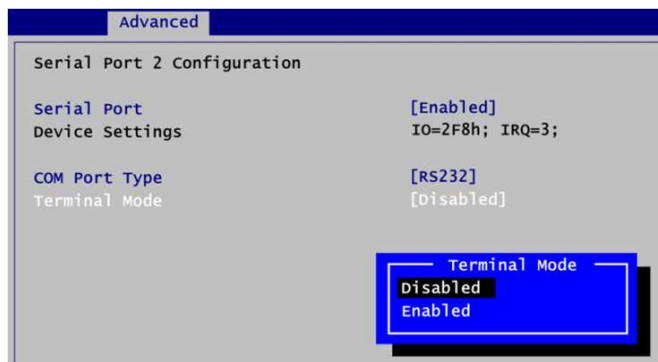 Advanced
Serial Port 2 Configuration
Serial Port [Enabled]
Device Settings IO=2F8h; IRQ=3;
COM Port Type [RS232]
Terminal Mode [Disabled]
Terminal Mode
Disabled
Enabled